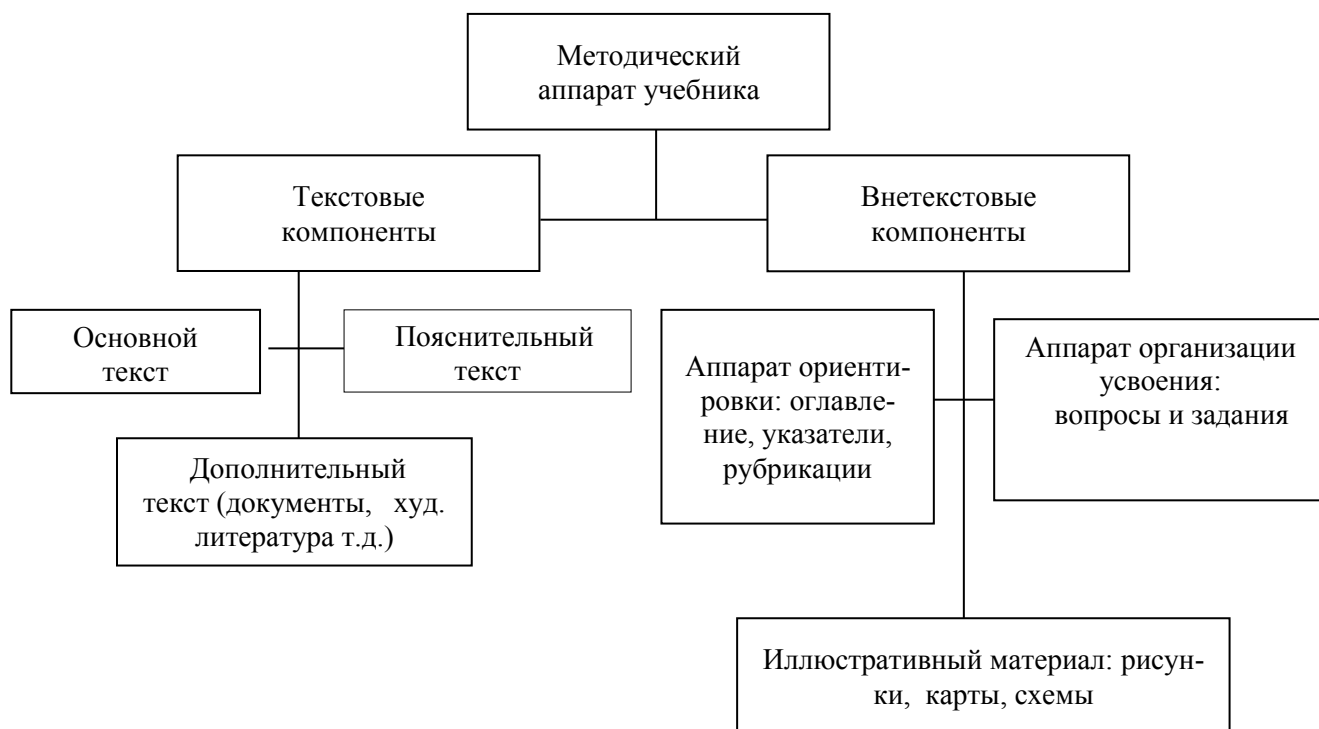 Методический
аппарат учебника
Текстовые
компоненты
Внетекстовые
компоненты
Основной
текст
Пояснительный
текст
Аппарат ориенти-
ровки: оглавле-
ние, указатели,
рубрикации
Аппарат организации
усвоения:
вопросы и задания
Дополнительный
текст (документы, худ.
литература т.д.)
Иллюстративный материал: рисун-
ки, карты, схемы